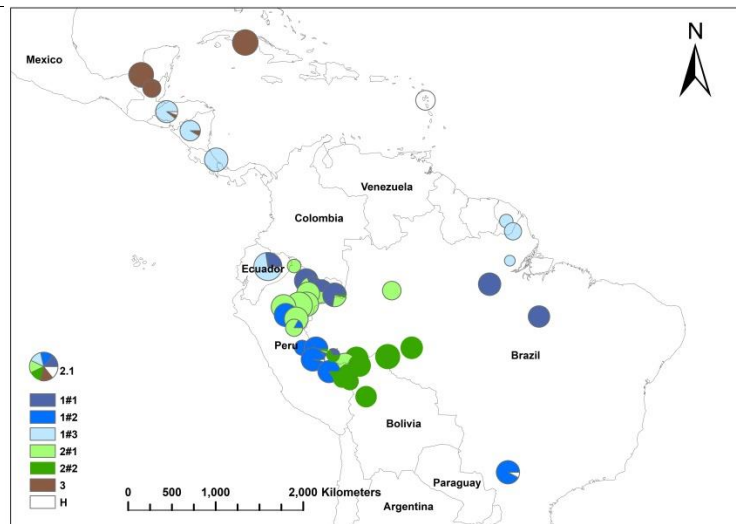 N
Mexico
Venezuela
Colombia
Ecuador
Peru
Brazil
Bolivia
Paraguay
Argentina
2.1
1#1
1#2
1#3
2#1
2#2
3
H
0 500 1,000 2,000 Kilometers